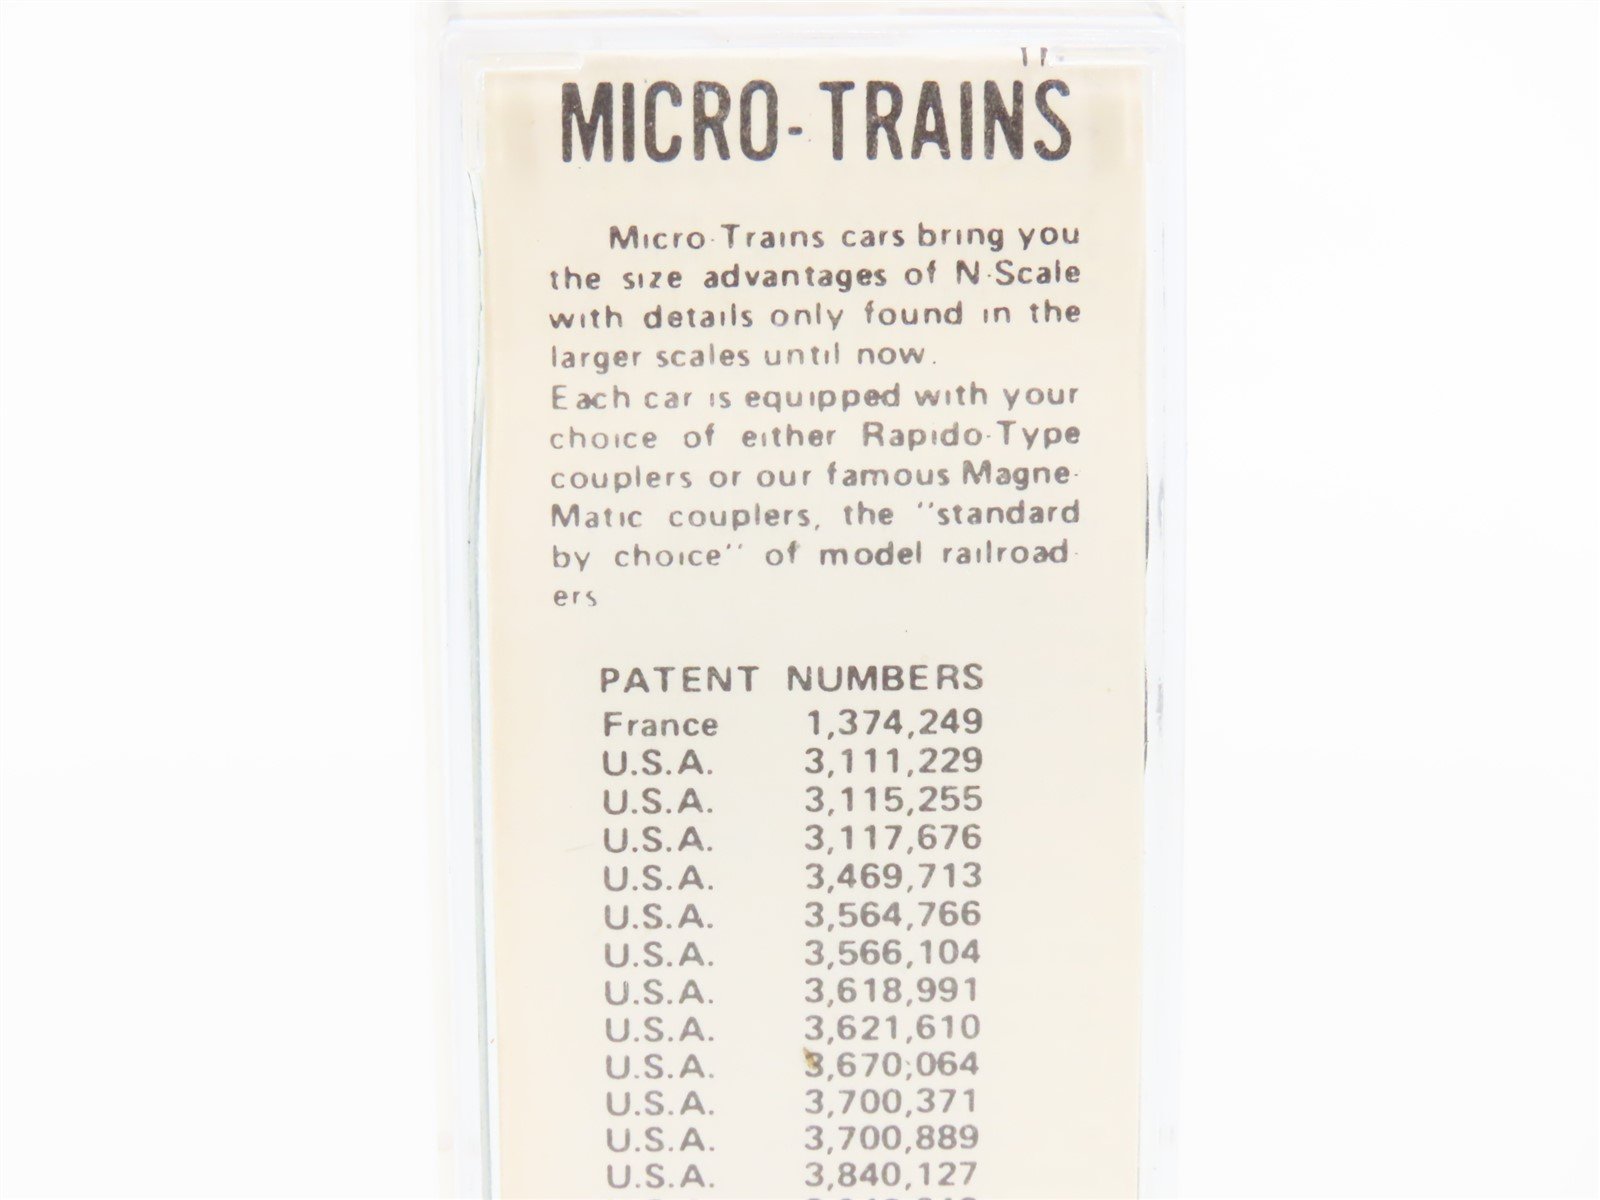 MICRO-TRAINS
Micro-Trains cars bring you
the size advantages of N-Scale
with details only found in the
larger scales until now.
Each car is equipped with your
choice of either Rapido-Type
couplers or our famous Magne-
Matic couplers, the "standard
by choice" of model railroad-
ers
PATENT NUMBERS
France 1,374,249
U.S.A. 3,111,229
U.S.A. 3,115,255
U.S.A. 3,117,676
U.S.A. 3,469,713
U.S.A. 3,564,766
U.S.A. 3,566,104
U.S.A. 3,618,991
U.S.A. 3,621,610
U.S.A. 3,670,064
U.S.A. 3,700,371
U.S.A. 3,700,889
U.S.A. 3,840,127